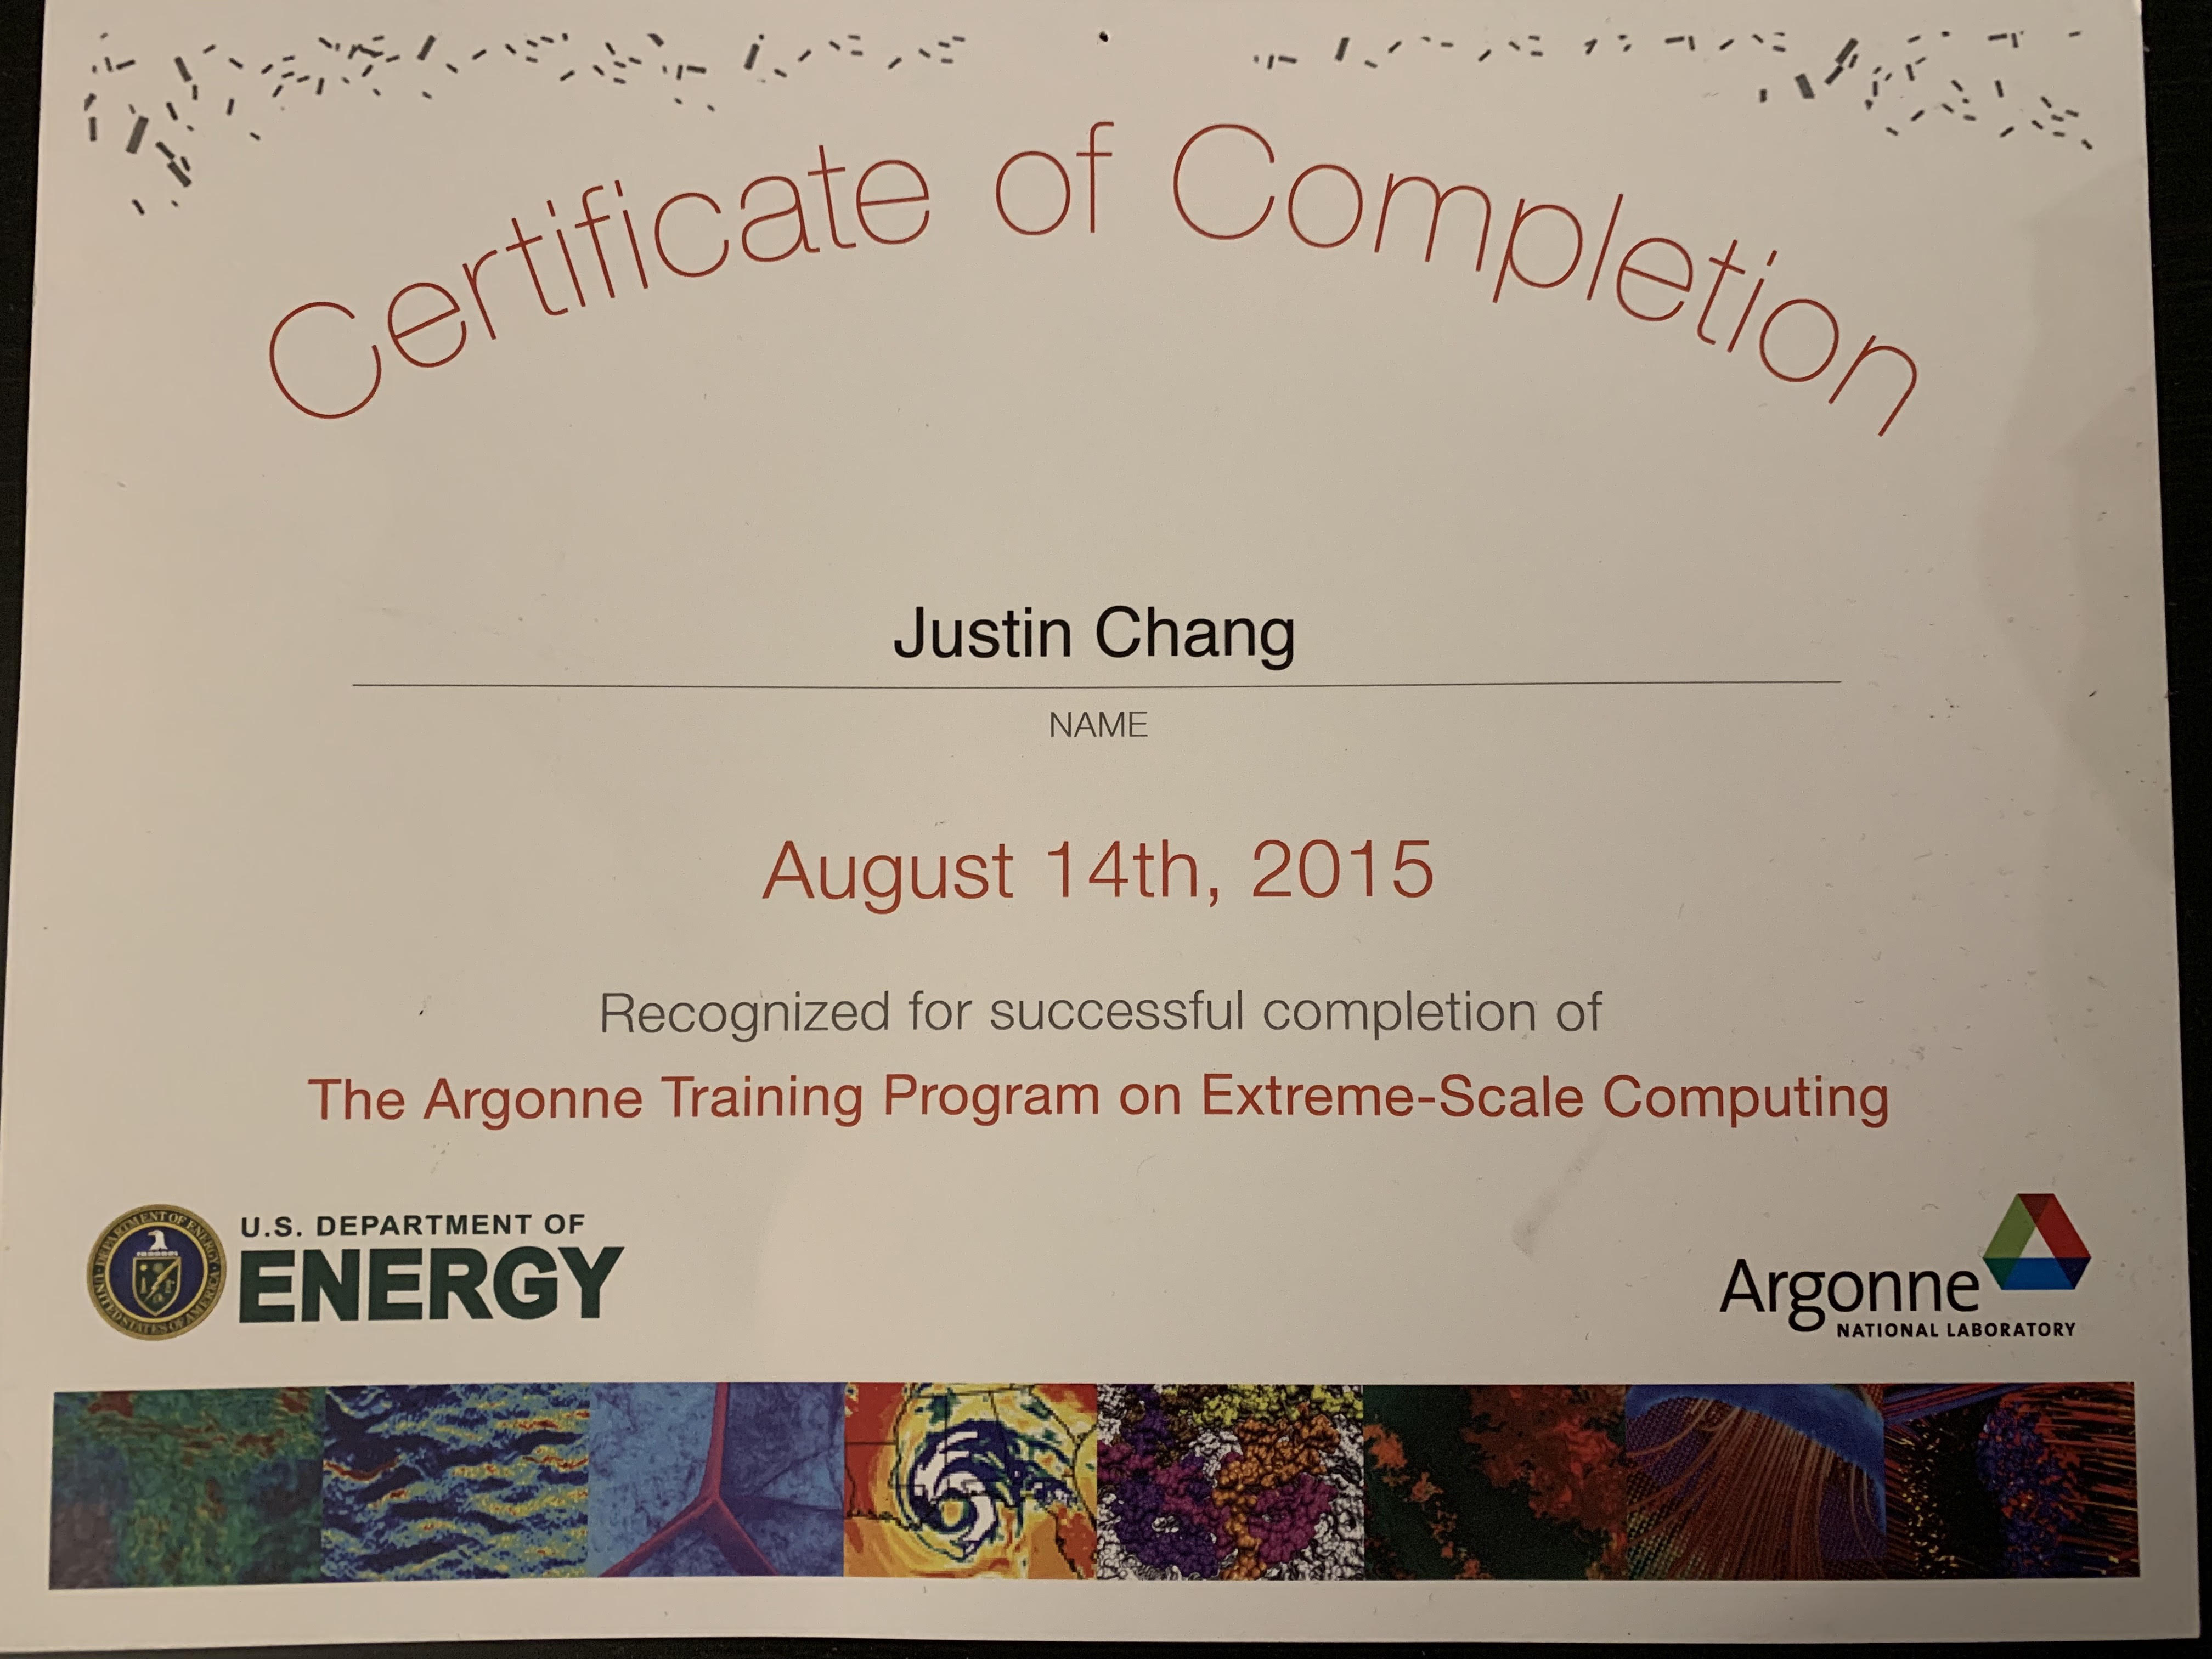 Certificate of Completion
Justin Chang
NAME
August 14th, 2015
Recognized for successful completion of
The Argonne Training Program on Extreme-Scale Computing
U.S. DEPARTMENT OF
ENERGY
DEPARTMENT OF ENERGY
UNITED STATES OF AMERICA
Argonne
NATIONAL LABORATORY